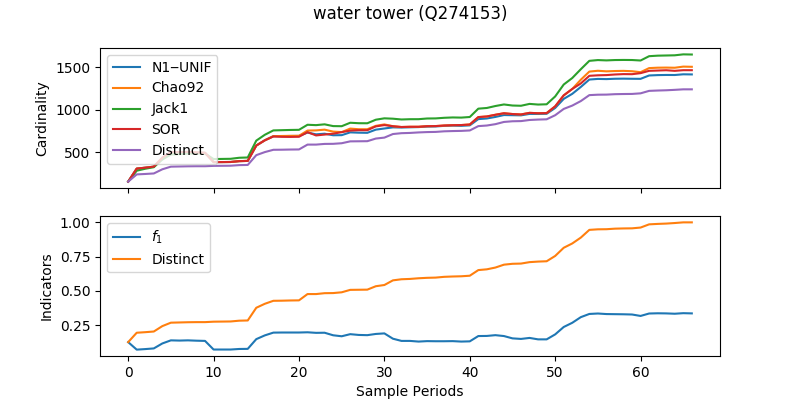 water tower (Q274153)
1500
1000
500
Cardinality
N1−UNIF
Chao92
Jack1
SOR
Distinct
1.00
0.75
0.50
0.25
Indicators
f1
Distinct
0 10 20 30 40 50 60
Sample Periods